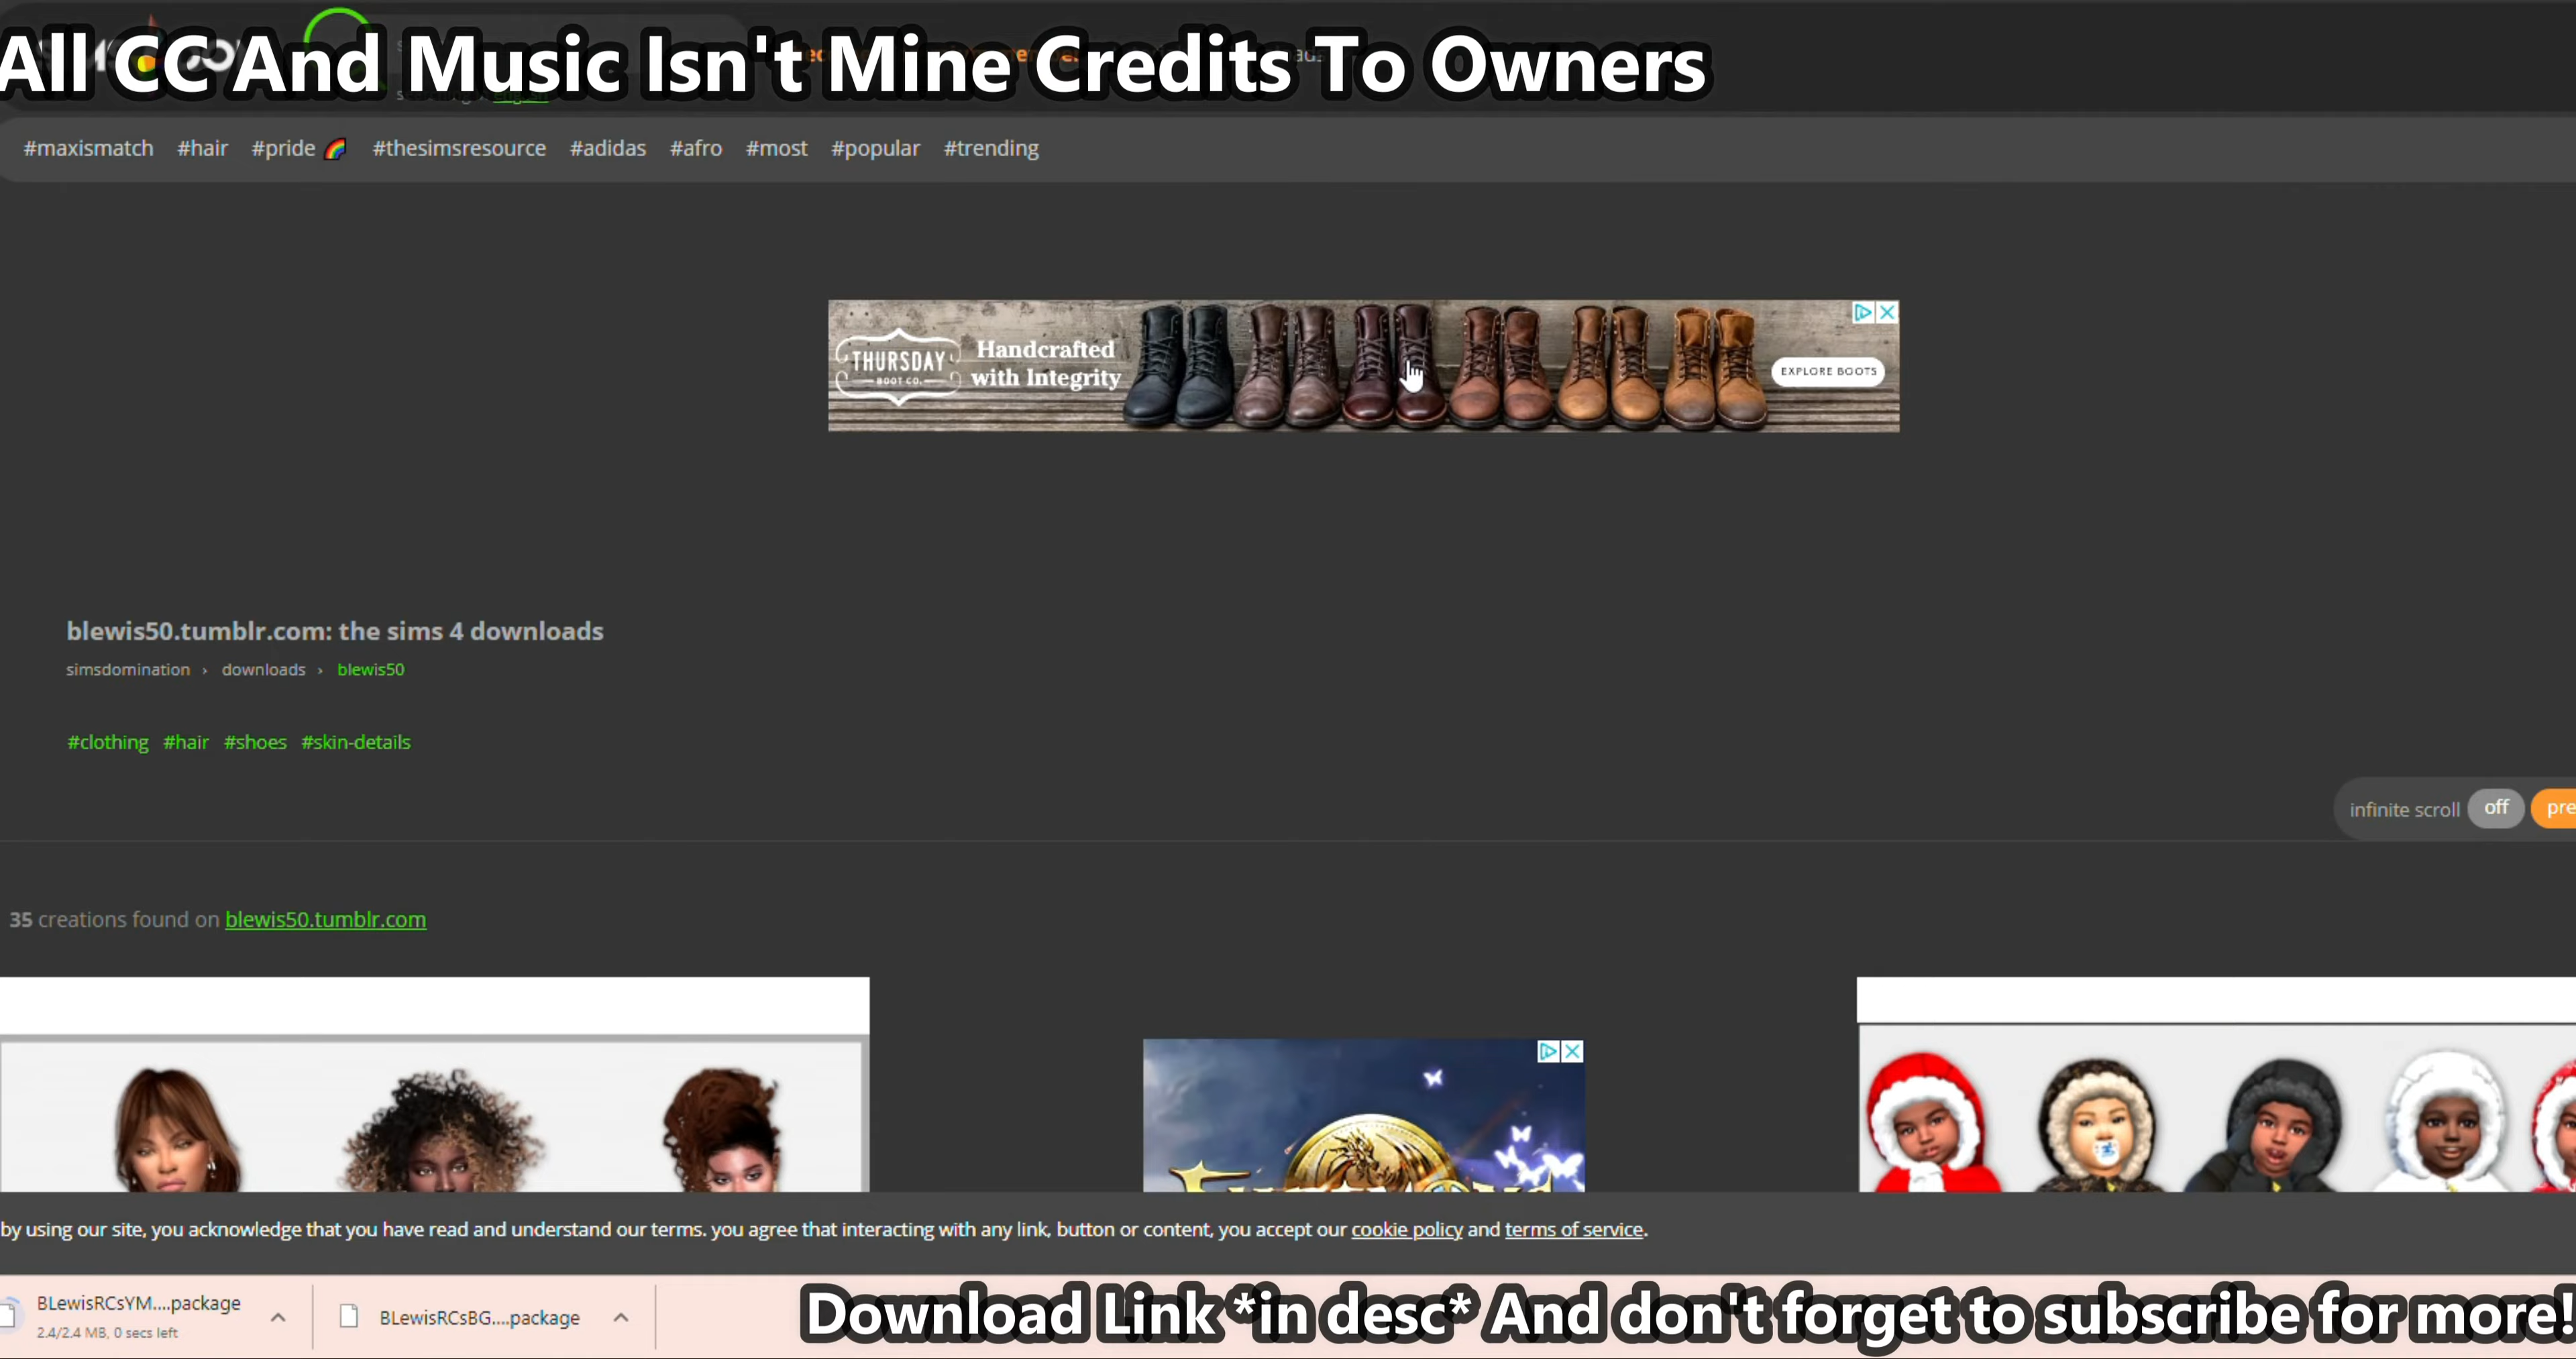 All CC And Music Isn't Mine Credits To Owners
#maxismatch #hair #pride #thesimsresource #adidas #afro #most #popular #trending
THURSDAY
BOOT CO.
Handcrafted
with Integrity
EXPLORE BOOTS
blewis50.tumblr.com: the sims 4 downloads
simsdomination › downloads › blewis50
#clothing #hair #shoes #skin-details
infinite scroll off pre
35 creations found on blewis50.tumblr.com
by using our site, you acknowledge that you have read and understand our terms. you agree that interacting with any link, button or content, you accept our cookie policy and terms of service.
BLewisRCsYM....package
2.4/2.4 MB, 0 secs left
BLewisRCsBG....package
Download Link *in desc* And don't forget to subscribe for more!